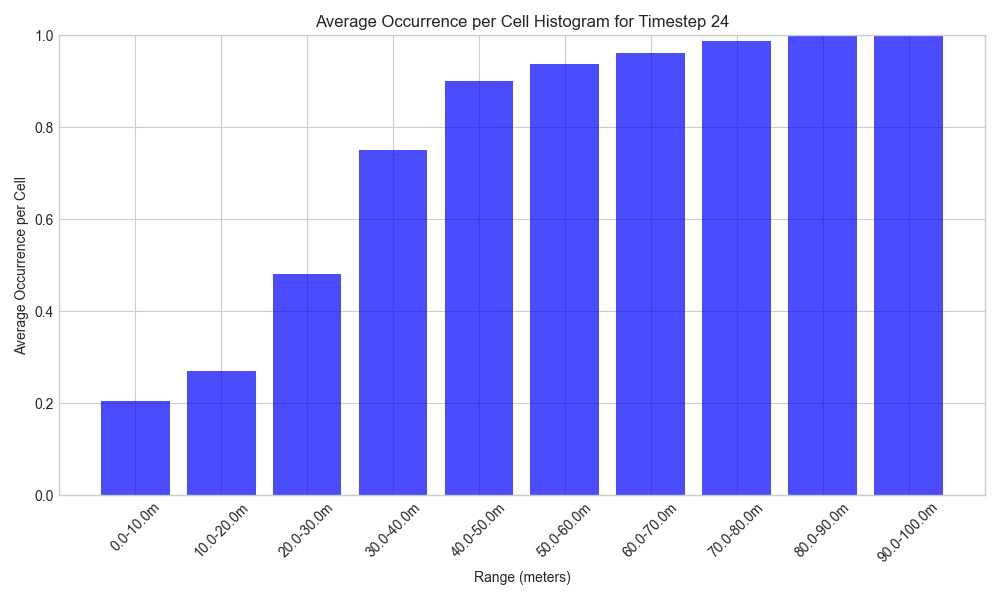 Average Occurrence per Cell Histogram for Timestep 24
1.0
0.8
0.6
0.4
0.2
0.0
Average Occurrence per Cell
0.0-10.0m
10.0-20.0m
20.0-30.0m
30.0-40.0m
40.0-50.0m
50.0-60.0m
60.0-70.0m
70.0-80.0m
80.0-90.0m
90.0-100.0m
Range (meters)